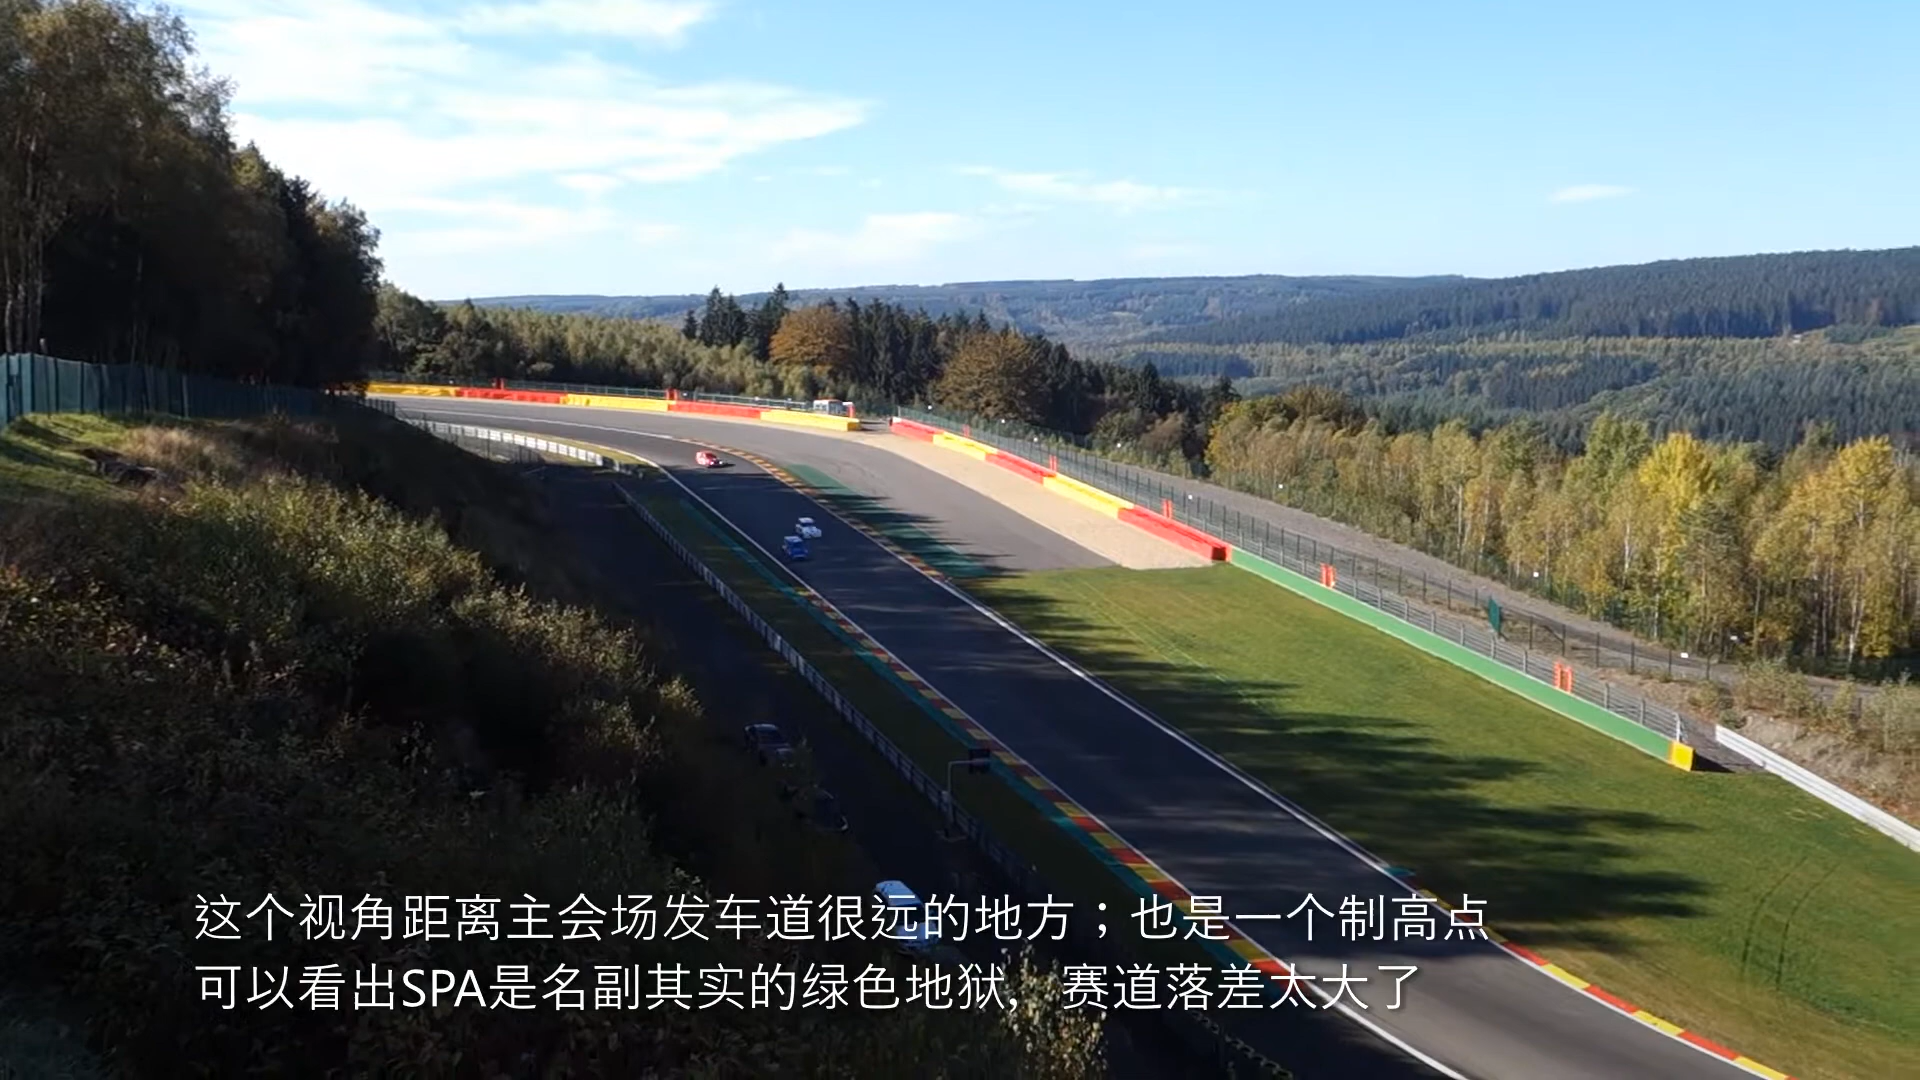 这个视角距离主会场发车道很远的地方；也是一个制高点
可以看出SPA是名副其实的绿色地狱，赛道落差太大了